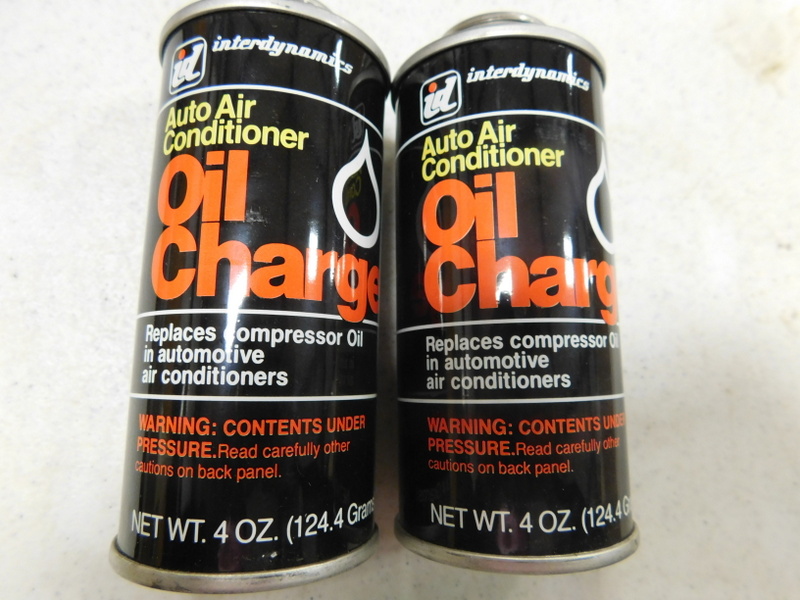 id interdynamics
Auto Air
Conditioner
Oil
Charge
Replaces compressor Oil
in automotive
air conditioners
WARNING: CONTENTS UNDER
PRESSURE.Read carefully other
cautions on back panel.
NET WT. 4 OZ. (124.4 Grams
id interdynamics
Auto Air
Conditioner
Oil
Charg
Replaces compressor Oil
in automotive
air conditioners
WARNING: CONTENTS UNDER
PRESSURE.Read carefully other
cautions on back panel.
NET WT. 4 OZ. (124.4 G